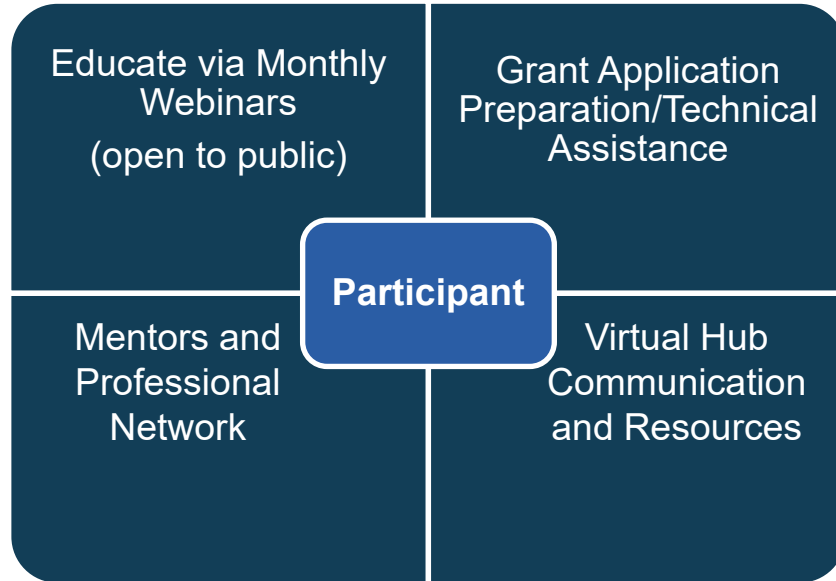 Educate via Monthly
Webinars
(open to public)
Grant Application
Preparation/Technical
Assistance
Participant
Mentors and
Professional
Network
Virtual Hub
Communication
and Resources